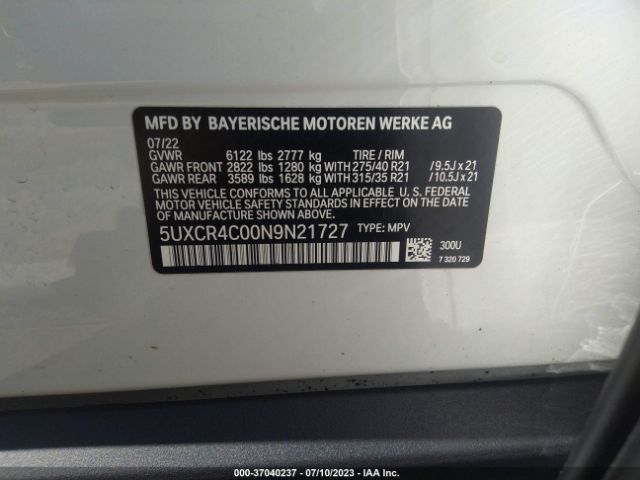 MFD BY BAYERISCHE MOTOREN WERKE AG
07/22
GVWR 6122 lbs 2777 kg TIRE / RIM
GAWR FRONT 2822 lbs 1280 kg WITH 275/40 R21 /9.5J x 21
GAWR REAR 3589 lbs 1628 kg WITH 315/35 R21 /10.5J x 21
THIS VEHICLE CONFORMS TO ALL APPLICABLE U. S. FEDERAL
MOTOR VEHICLE SAFETY STANDARDS IN EFFECT ON THE
DATE OF MANUFACTURE SHOWN ABOVE.
5UXCR4C00N9N21727 TYPE: MPV
300U
7 320 729
000-37040237 - 07/10/2023 - IAA Inc.